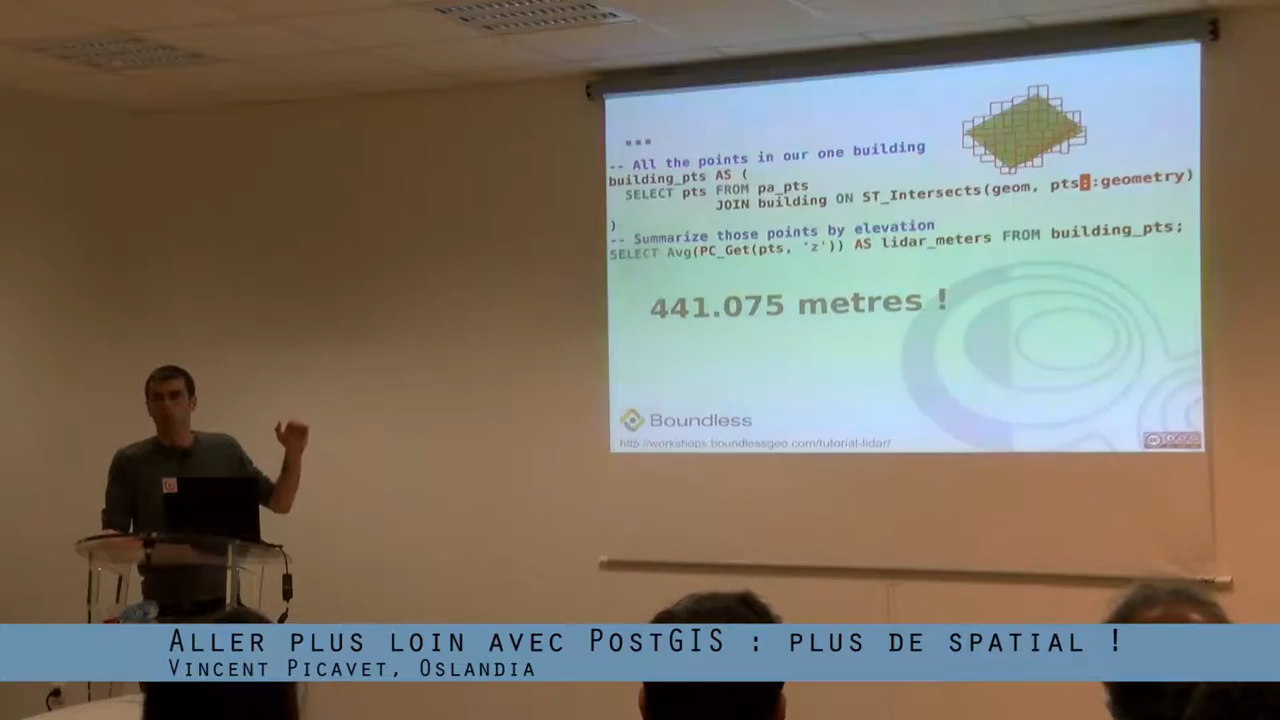 ...
-- All the points in our one building
building_pts AS (
SELECT pts FROM pa_pts
JOIN building ON ST_Intersects(geom, pts::geometry)
)
-- Summarize those points by elevation
SELECT Avg(PC_Get(pts, 'z')) AS lidar_meters FROM building_pts;
441.075 metres !
Boundless
http://workshops.boundlessgeo.com/tutorial-lidar/
Aller plus loin avec PostGIS : plus de spatial !
Vincent Picavet, Oslandia